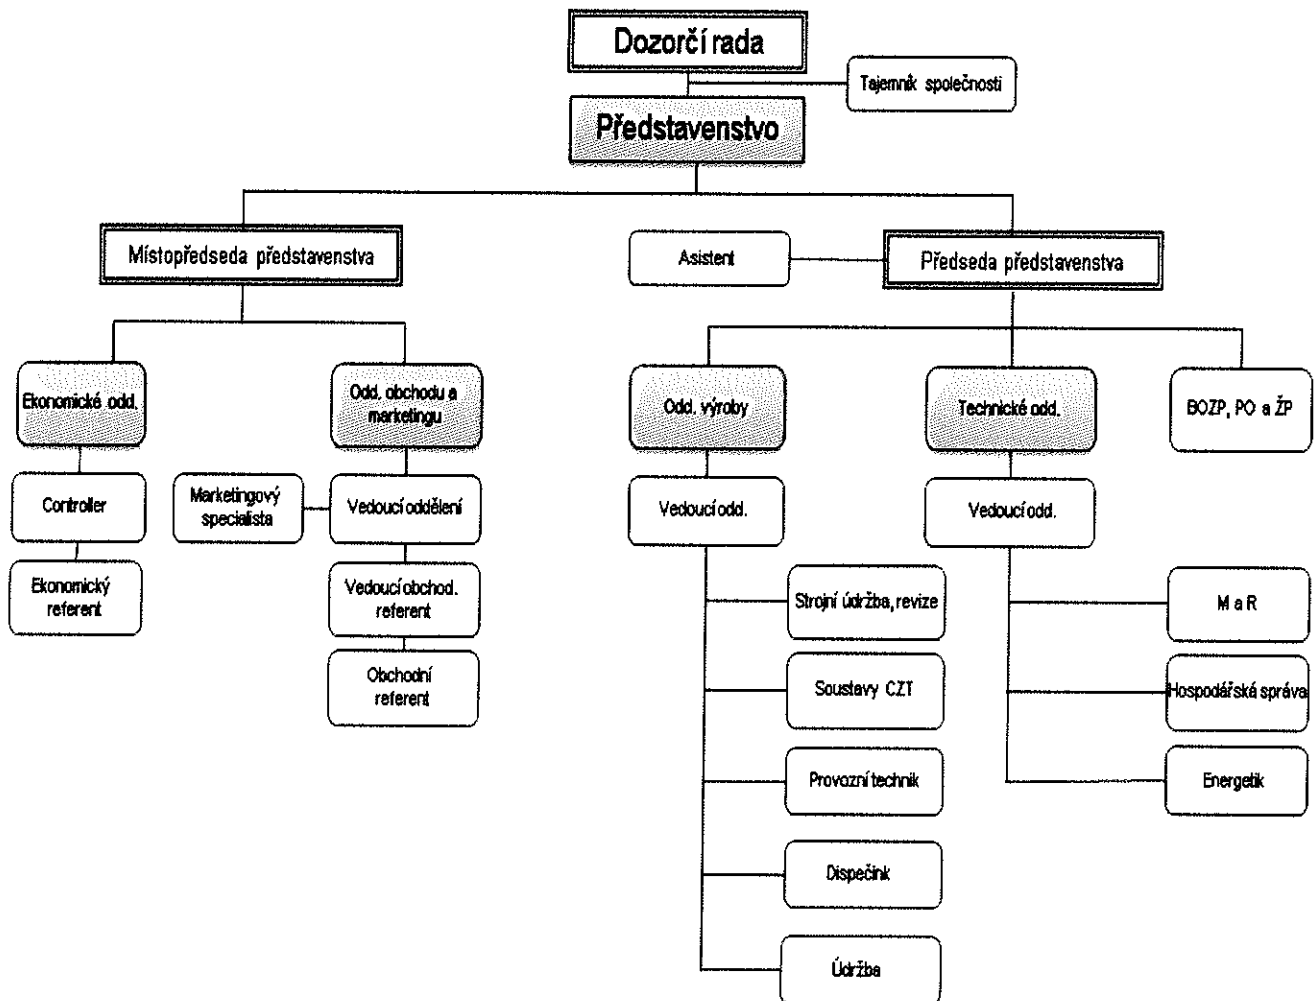 Dozorčí rada
Tajemník společnosti
Představenstvo
Místopředseda představenstva
Asistent
Předseda představenstva
Ekonomické odd.
Odd. obchodu a
marketingu
Odd. výroby
Technické odd.
BOZP, PO a ŽP
Controller
Marketingový
specialista
Vedoucí oddělení
Vedoucí odd.
Vedoucí odd.
Ekonomický
referent
Vedoucí obchod.
referent
Strojní údržba, revize
M a R
Obchodní
referent
Soustavy CZT
Hospodářská správa
Provozní technik
Energetik
Dispečink
Údržba